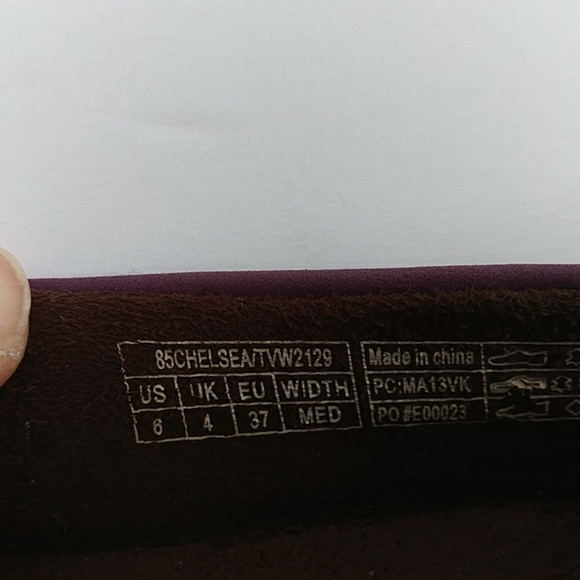 85CHELSEA/TVW2129
US UK EU WIDTH
6 4 37 MED
Made in china
PC:MA13VK
PO#E00023